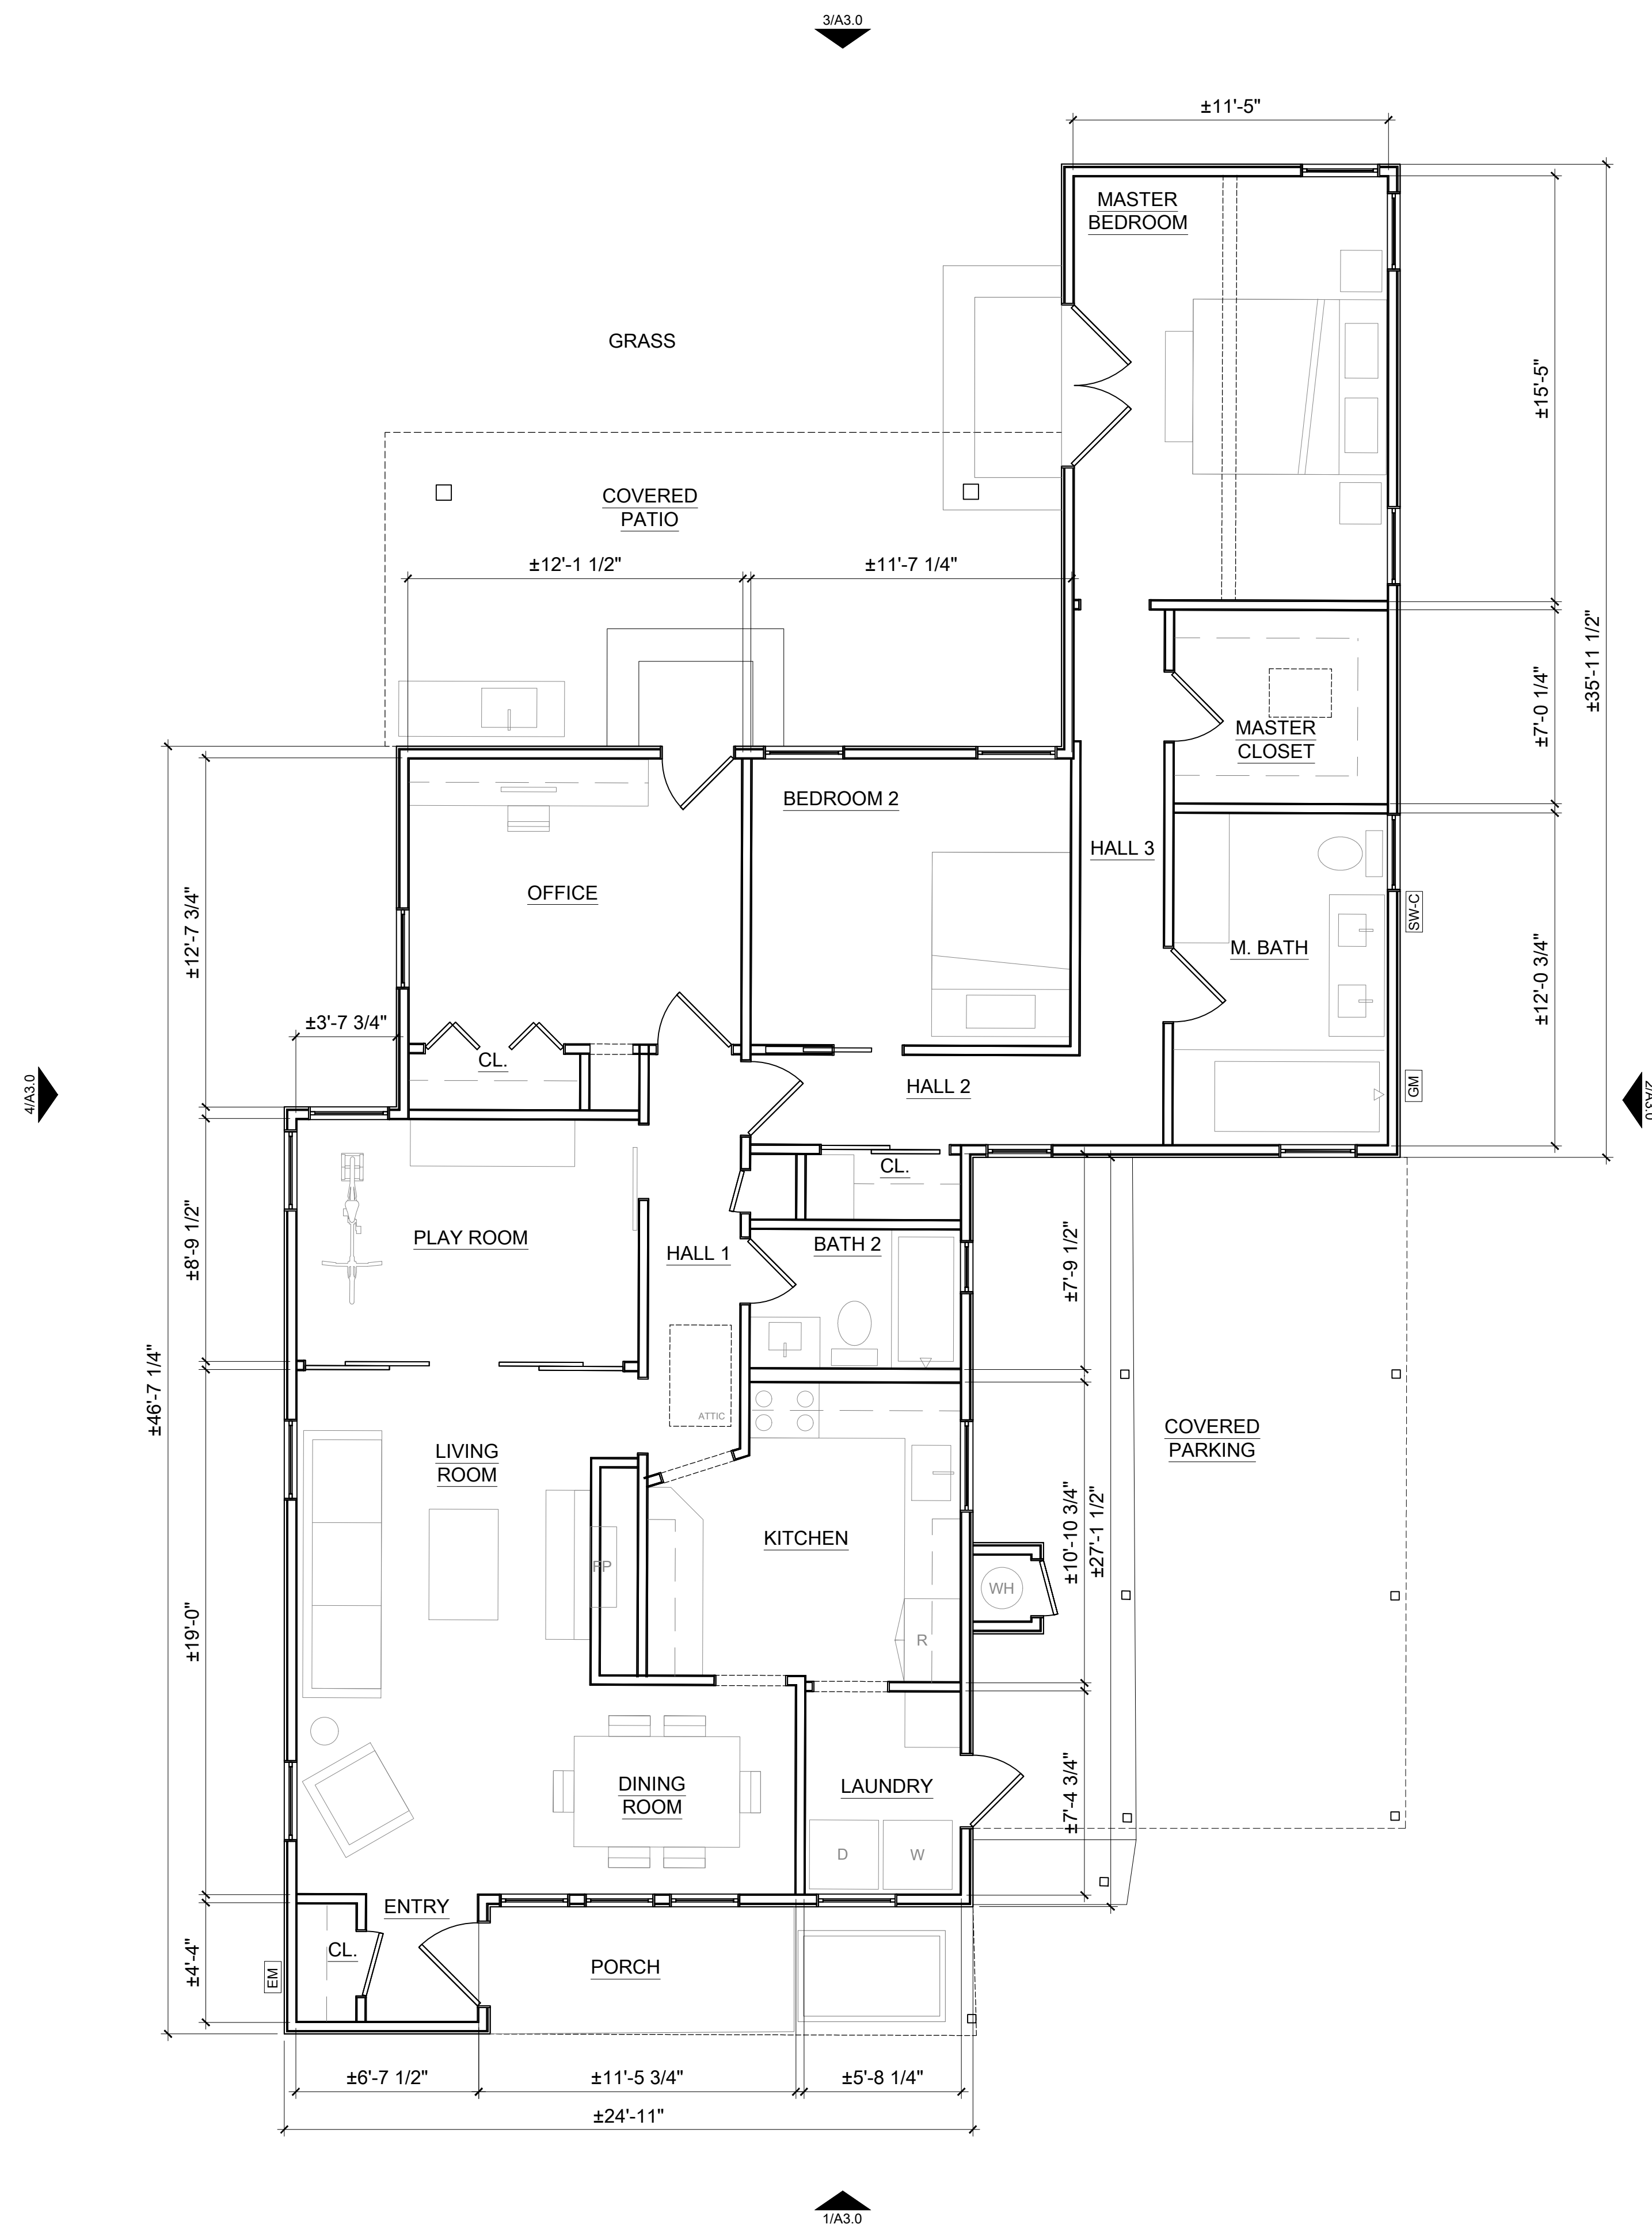 3/A3.0
±11'-5"
MASTER
BEDROOM
GRASS
±15'-5"
COVERED
PATIO
±12'-1 1/2"
±11'-7 1/4"
±35'-11 1/2"
±7'-0 1/4"
MASTER
CLOSET
BEDROOM 2
HALL 3
OFFICE
SW-C
M. BATH
±12'-7 3/4"
±12'-0 3/4"
±3'-7 3/4"
CL.
HALL 2
GM
4/A3.0
2/A3.0
CL.
±8'-9 1/2"
PLAY ROOM
HALL 1
BATH 2
±7'-9 1/2"
±46'-7 1/4"
ATTIC
LIVING
ROOM
COVERED
PARKING
KITCHEN
±10'-10 3/4"
±27'-1 1/2"
FP
WH
R
±19'-0"
DINING
ROOM
LAUNDRY
±7'-4 3/4"
D
W
ENTRY
CL.
PORCH
±4'-4"
EM
±6'-7 1/2"
±11'-5 3/4"
±5'-8 1/4"
±24'-11"
1/A3.0